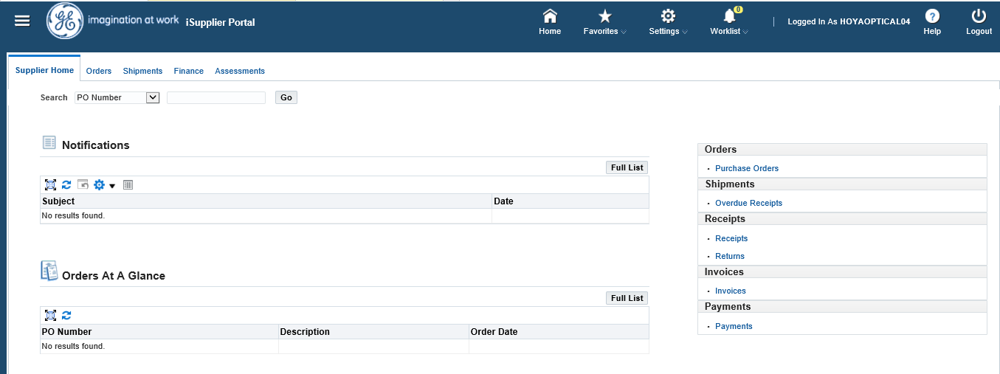 imagination at work
iSupplier Portal
Home
Favorites
Settings
0
Worklist
Logged In As HOYAOPTICAL04
?
Help
Logout
Supplier Home
Orders
Shipments
Finance
Assessments
Search
PO Number
Go
Notifications
Full List
Subject
Date
No results found.
Orders At A Glance
Full List
PO Number
Description
Order Date
No results found.
Orders
Purchase Orders
Shipments
Overdue Receipts
Receipts
Receipts
Returns
Invoices
Invoices
Payments
Payments